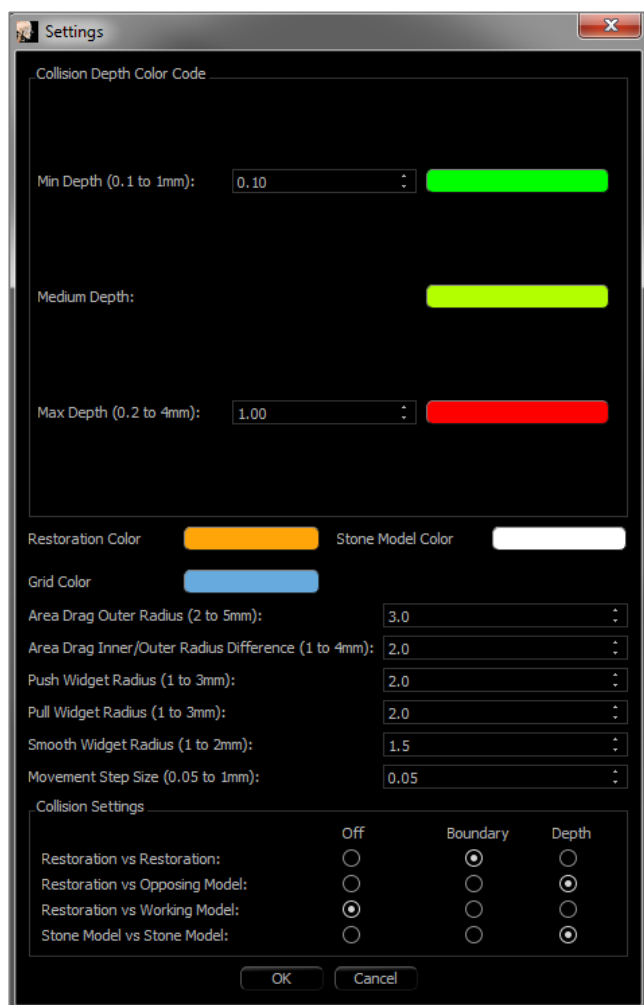 Settings
Collision Depth Color Code
Min Depth (0.1 to 1mm): 0.10
Medium Depth:
Max Depth (0.2 to 4mm): 1.00
Restoration Color Stone Model Color
Grid Color
Area Drag Outer Radius (2 to 5mm): 3.0
Area Drag Inner/Outer Radius Difference (1 to 4mm): 2.0
Push Widget Radius (1 to 3mm): 2.0
Pull Widget Radius (1 to 3mm): 2.0
Smooth Widget Radius (1 to 2mm): 1.5
Movement Step Size (0.05 to 1mm): 0.05
Collision Settings
Off Boundary Depth
Restoration vs Restoration:
Restoration vs Opposing Model:
Restoration vs Working Model:
Stone Model vs Stone Model:
OK Cancel